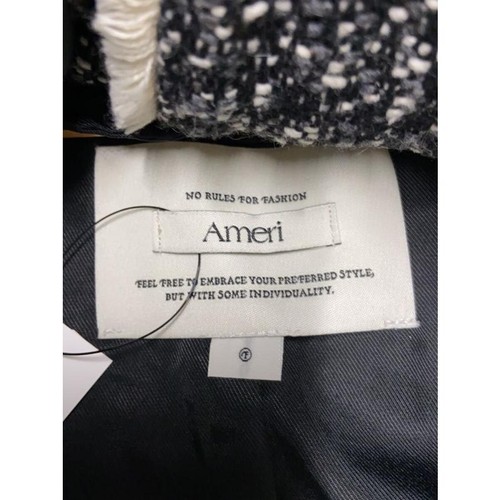 NO RULES FOR FASHION
Ameri
FEEL FREE TO EMBRACE YOUR PREFERRED STYLE,
BUT WITH SOME INDIVIDUALITY.